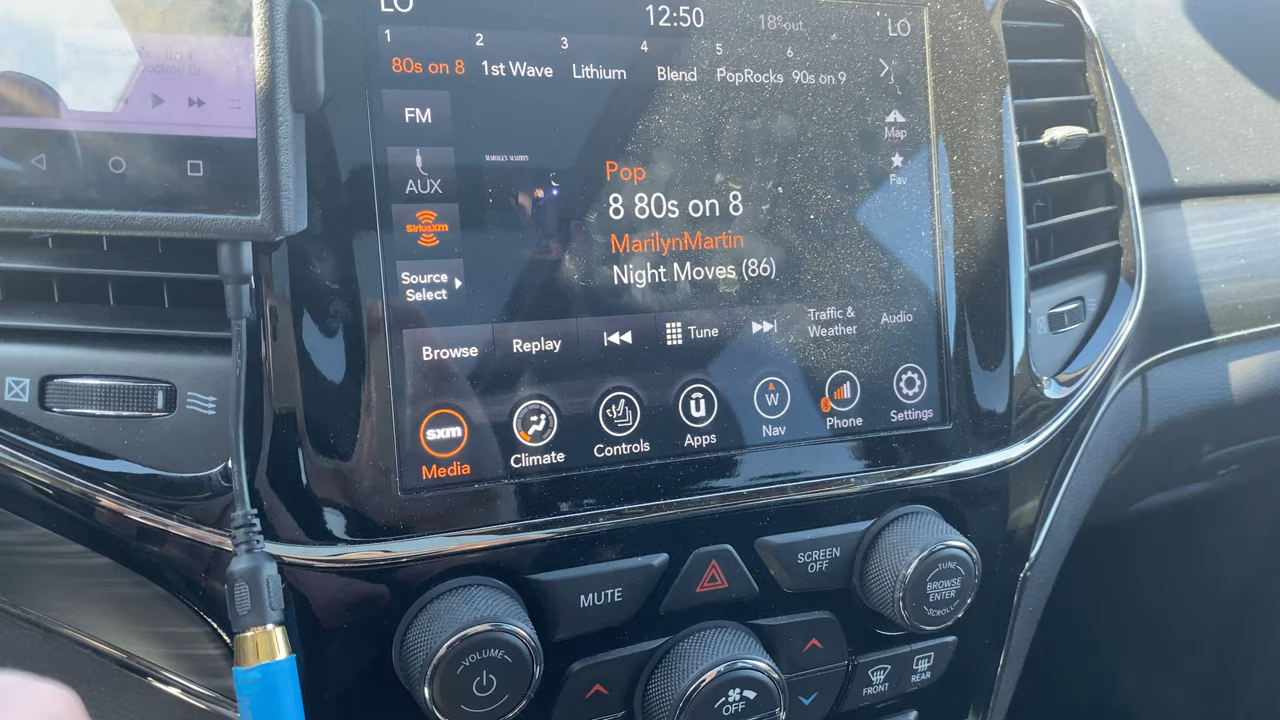 LO
12:50
18° out
LO
1
2
3
4
5
6
80s on 8
1st Wave
Lithium
Blend
PopRocks
90s on 9
FM
AUX
SiriusXM
Source
Select
MARILYN MARTIN
Pop
8 80s on 8
MarilynMartin
Night Moves (86)
Map
Fav
Browse
Replay
Tune
Traffic &
Weather
Audio
sxm
Media
Climate
Controls
û
Apps
W
Nav
Phone
Settings
MUTE
SCREEN
OFF
TUNE
BROWSE
ENTER
SCROLL
VOLUME
OFF
FRONT
REAR